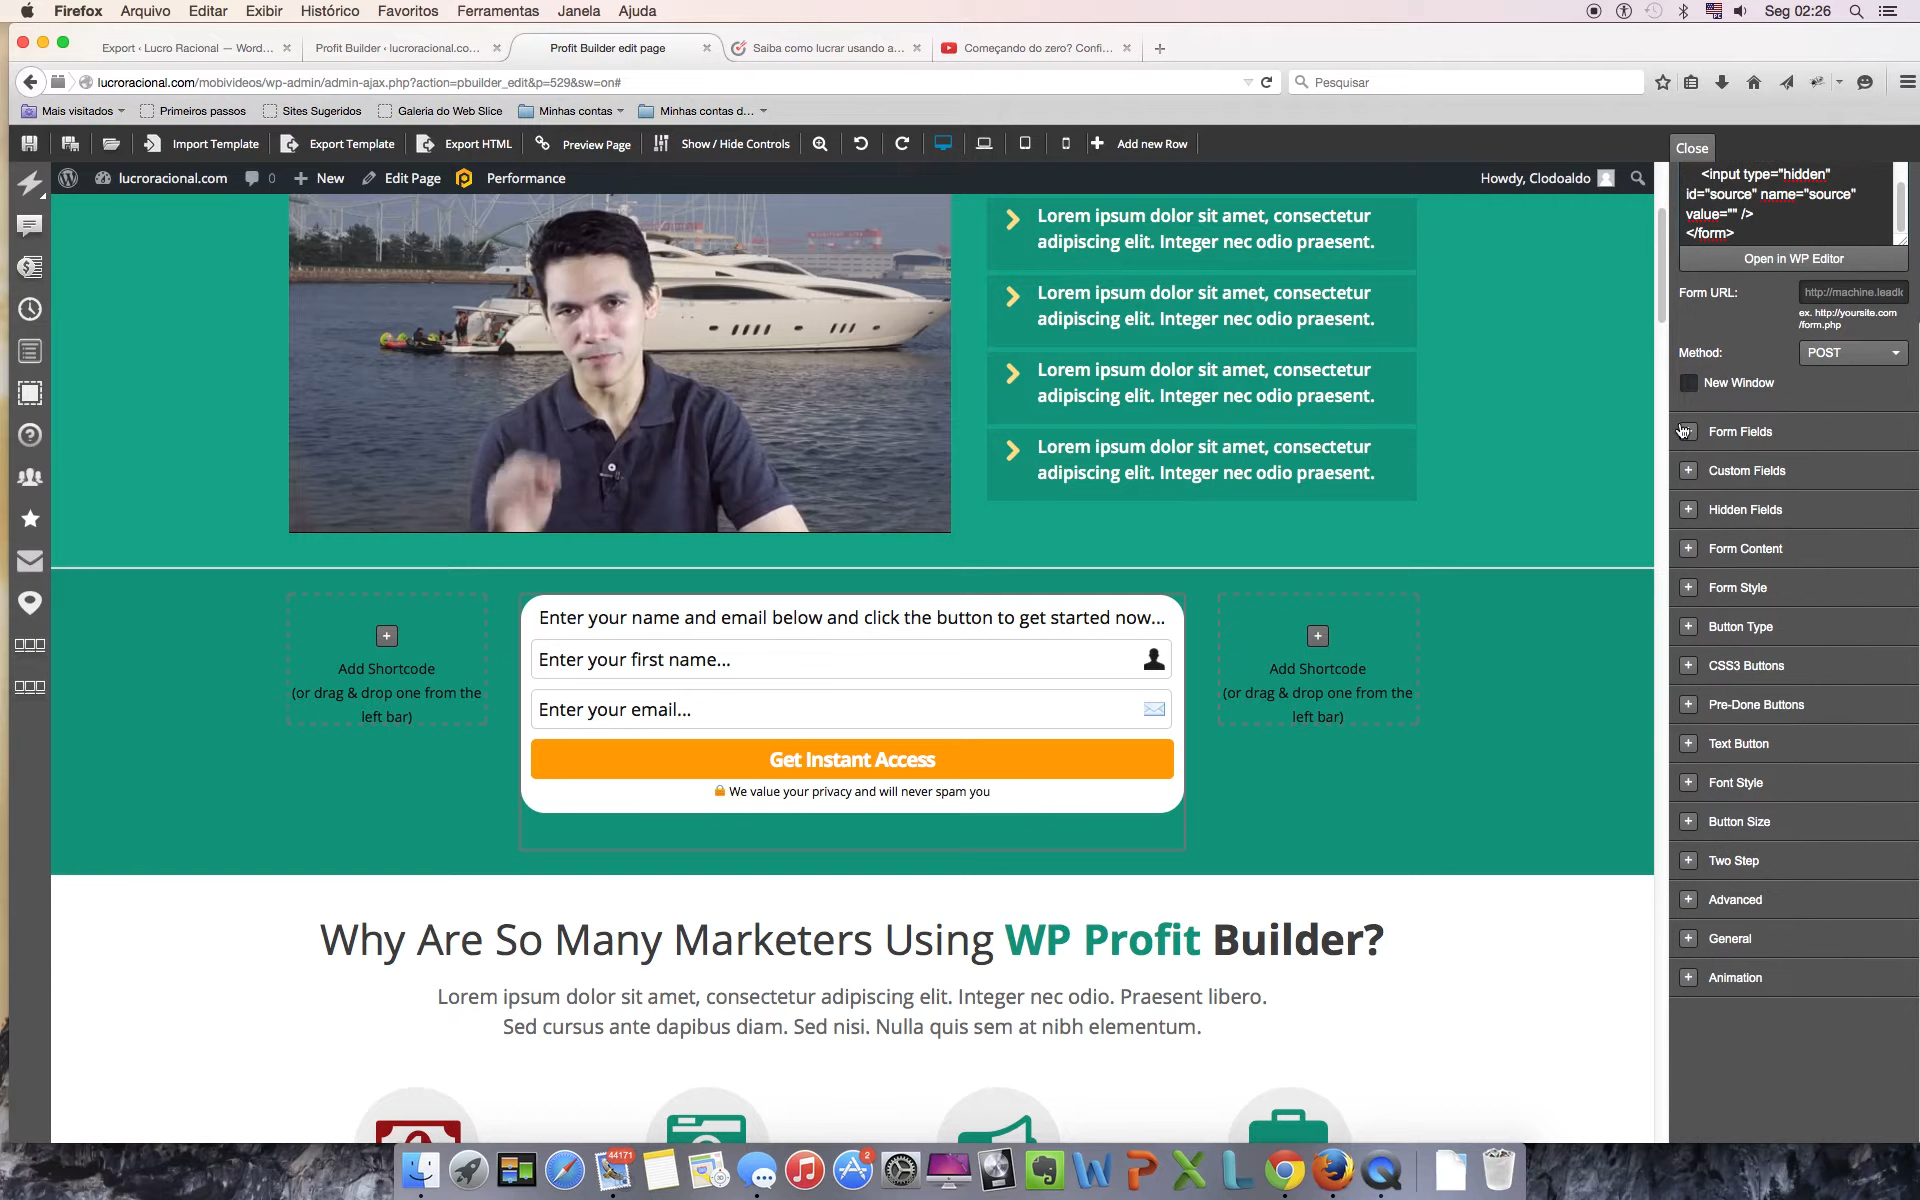 Firefox Arquivo Editar Exibir Histórico Favoritos Ferramentas Janela Ajuda Seg 02:26
Export ‹ Lucro Racional — Word...
Profit Builder ‹ lucroracional.co...
Profit Builder edit page
Saiba como lucrar usando a...
Começando do zero? Confi...
lucroracional.com/mobivideos/wp-admin/admin-ajax.php?action=pbuilder_edit&p=529&sw=on#
Pesquisar
Mais visitados Primeiros passos Sites Sugeridos Galeria do Web Slice Minhas contas Minhas contas d...
Import Template Export Template Export HTML Preview Page Show / Hide Controls Add new Row
Close
lucroracional.com 0 New Edit Page Performance Howdy, Clodoaldo
<input type="hidden"
id="source" name="source"
value="" />
</form>
Open in WP Editor
Form URL: http://machine.leadk
ex. http://yoursite.com
/form.php
Method: POST
New Window
Form Fields
Custom Fields
Hidden Fields
Form Content
Form Style
Button Type
CSS3 Buttons
Pre-Done Buttons
Text Button
Font Style
Button Size
Two Step
Advanced
General
Animation
Lorem ipsum dolor sit amet, consectetur
adipiscing elit. Integer nec odio praesent.
Lorem ipsum dolor sit amet, consectetur
adipiscing elit. Integer nec odio praesent.
Lorem ipsum dolor sit amet, consectetur
adipiscing elit. Integer nec odio praesent.
Lorem ipsum dolor sit amet, consectetur
adipiscing elit. Integer nec odio praesent.
Add Shortcode
(or drag & drop one from the
left bar)
Enter your name and email below and click the button to get started now...
Enter your first name...
Enter your email...
Get Instant Access
We value your privacy and will never spam you
Add Shortcode
(or drag & drop one from the
left bar)
Why Are So Many Marketers Using WP Profit Builder?
Lorem ipsum dolor sit amet, consectetur adipiscing elit. Integer nec odio. Praesent libero.
Sed cursus ante dapibus diam. Sed nisi. Nulla quis sem at nibh elementum.
44171
2